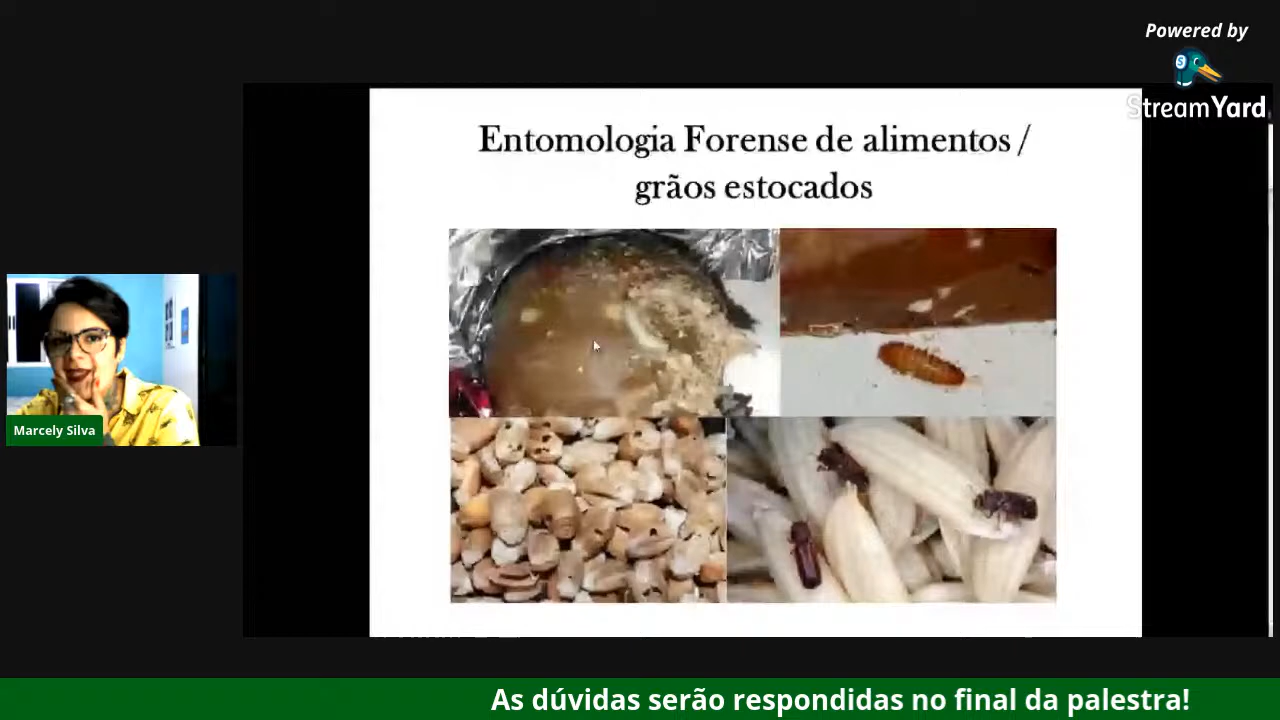 Powered by
StreamYard
Entomologia Forense de alimentos /
grãos estocados
Marcely Silva
As dúvidas serão respondidas no final da palestra!